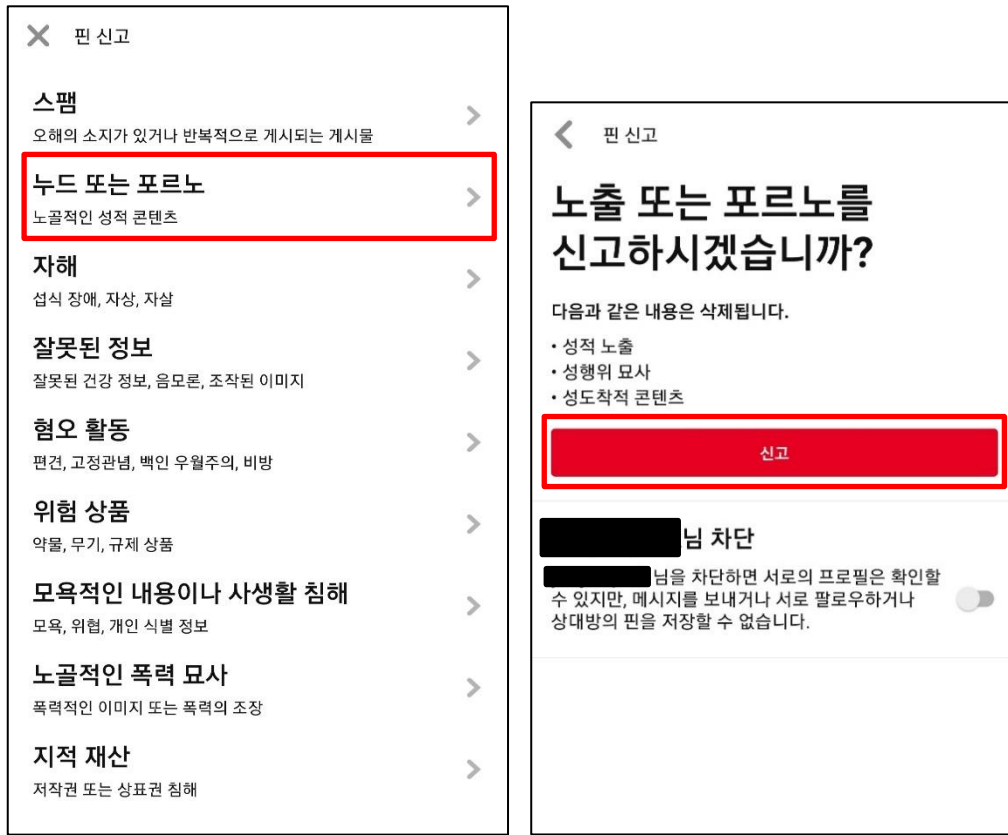 핀 신고
스팸
오해의 소지가 있거나 반복적으로 게시되는 게시물
누드 또는 포르노
노골적인 성적 콘텐츠
자해
섭식 장애, 자상, 자살
잘못된 정보
잘못된 건강 정보, 음모론, 조작된 이미지
혐오 활동
편견, 고정관념, 백인 우월주의, 비방
위험 상품
약물, 무기, 규제 상품
모욕적인 내용이나 사생활 침해
모욕, 위협, 개인 식별 정보
노골적인 폭력 묘사
폭력적인 이미지 또는 폭력의 조장
지적 재산
저작권 또는 상표권 침해
핀 신고
노출 또는 포르노를
신고하시겠습니까?
다음과 같은 내용은 삭제됩니다.
• 성적 노출
• 성행위 묘사
• 성도착적 콘텐츠
신고
님 차단
님을 차단하면 서로의 프로필은 확인할
수 있지만, 메시지를 보내거나 서로 팔로우하거나
상대방의 핀을 저장할 수 없습니다.